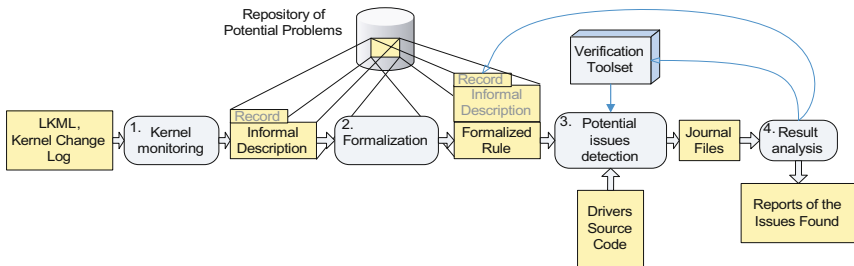 Repository of
Potential Problems
Verification
Toolset
Record
Informal
Description
Record
LKML,
Kernel Change
Log
1.
Kernel
monitoring
Informal
Description
2.
Formalization
Formalized
Rule
3.
Potential
issues
detection
Journal
Files
4.
Result
analysis
Drivers
Source
Code
Reports of the
Issues Found